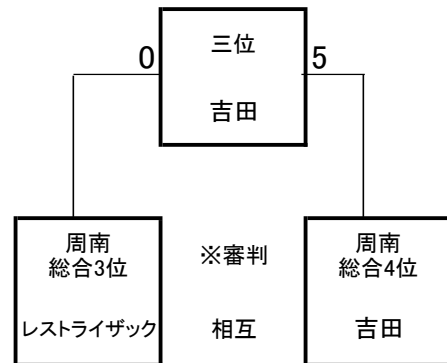 三位
0
5
吉田
周南
総合3位
※審判
周南
総合4位
レストライザック
相互
吉田